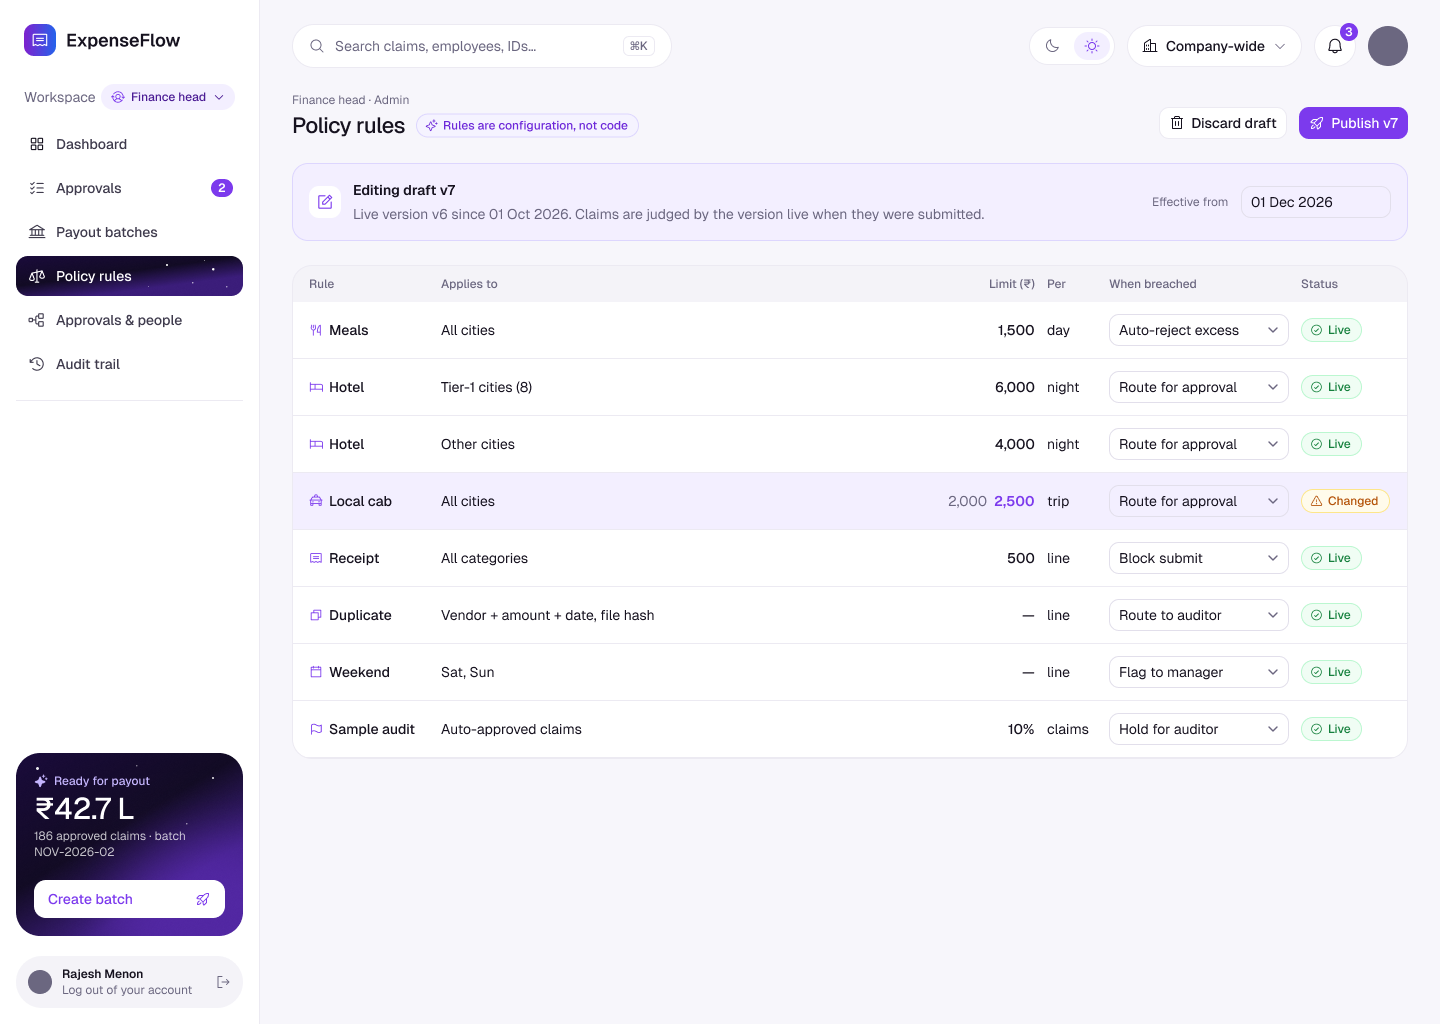 ExpenseFlow
Search claims, employees, IDs... ⌘K
Company-wide
3
Workspace Finance head
Dashboard
Approvals 2
Payout batches
Policy rules
Approvals & people
Audit trail
Ready for payout
₹42.7 L
186 approved claims · batch
NOV-2026-02
Create batch
Rajesh Menon
Log out of your account
Finance head · Admin
Policy rules Rules are configuration, not code
Discard draft Publish v7
Editing draft v7
Live version v6 since 01 Oct 2026. Claims are judged by the version live when they were submitted.
Effective from 01 Dec 2026
Rule Applies to Limit (₹) Per When breached Status
Meals All cities 1,500 day Auto-reject excess Live
Hotel Tier-1 cities (8) 6,000 night Route for approval Live
Hotel Other cities 4,000 night Route for approval Live
Local cab All cities 2,000 2,500 trip Route for approval Changed
Receipt All categories 500 line Block submit Live
Duplicate Vendor + amount + date, file hash — line Route to auditor Live
Weekend Sat, Sun — line Flag to manager Live
Sample audit Auto-approved claims 10% claims Hold for auditor Live